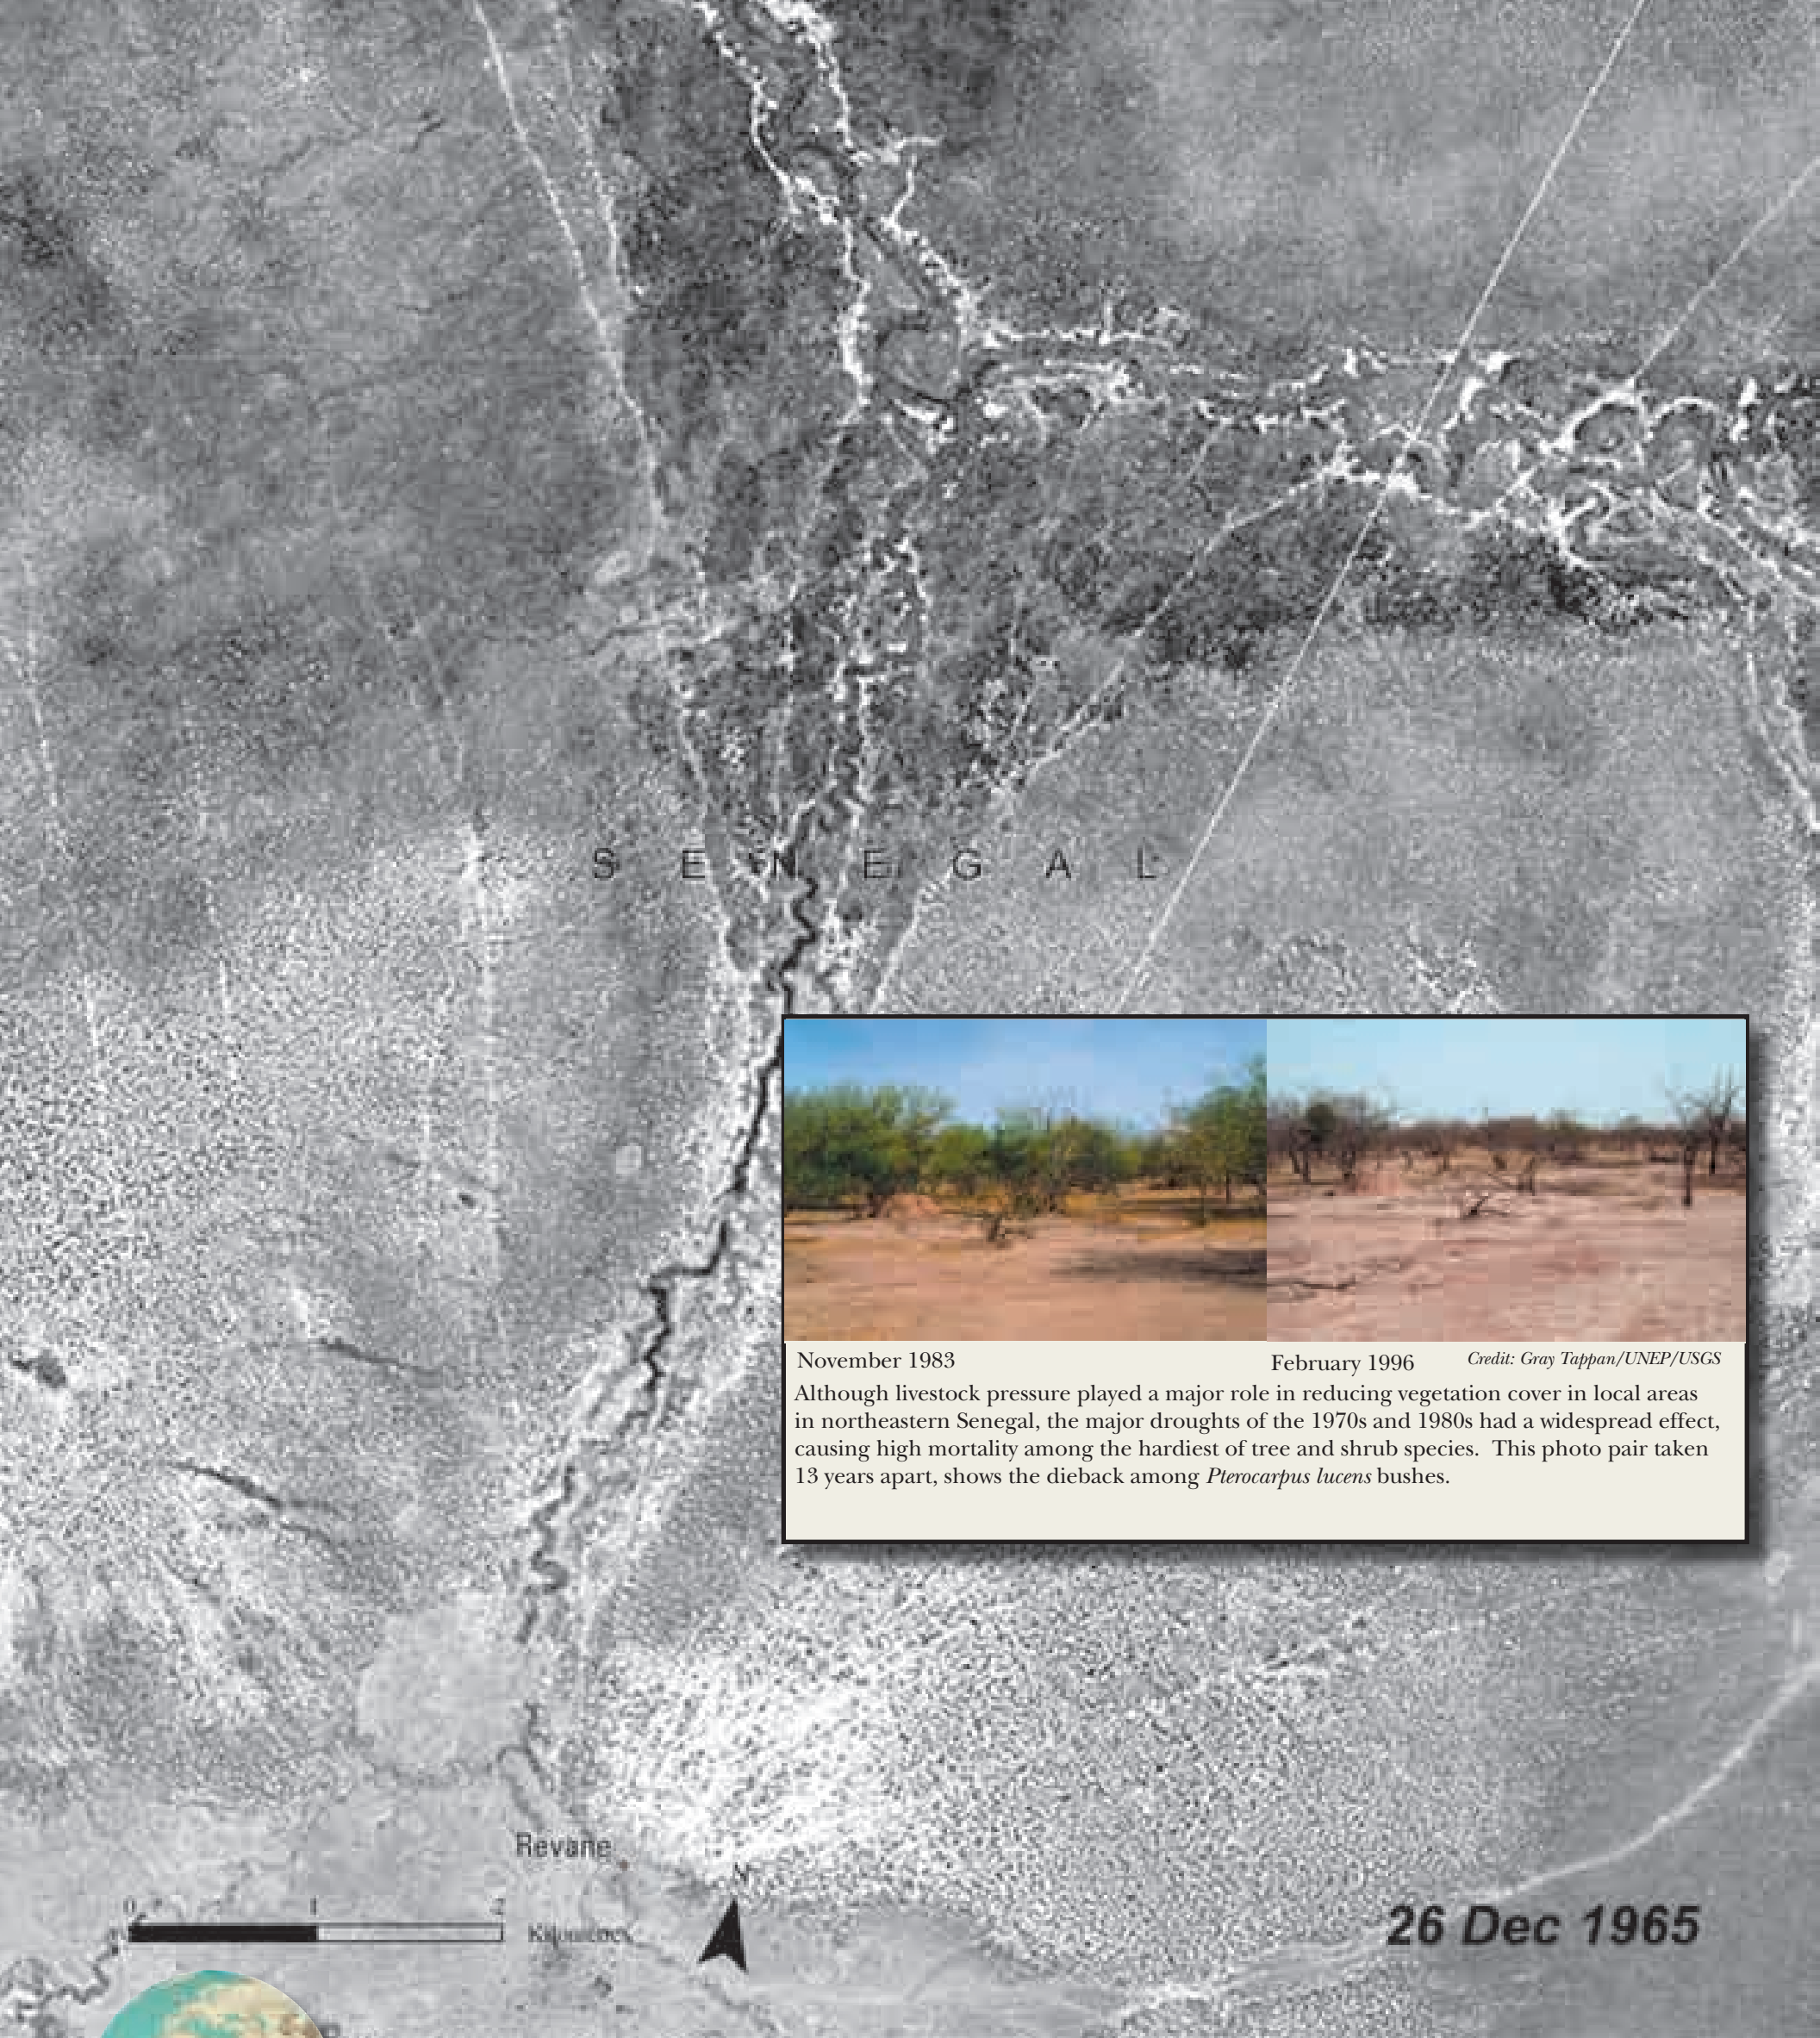 S E N E G A L
November 1983
February 1996
Credit: Gray Tappan/UNEP/USGS
Although livestock pressure played a major role in reducing vegetation cover in local areas
in northeastern Senegal, the major droughts of the 1970s and 1980s had a widespread effect,
causing high mortality among the hardiest of tree and shrub species.  This photo pair taken
13 years apart, shows the dieback among Pterocarpus lucens bushes.
Revane
N
0 1 2
Kilometres
26 Dec 1965